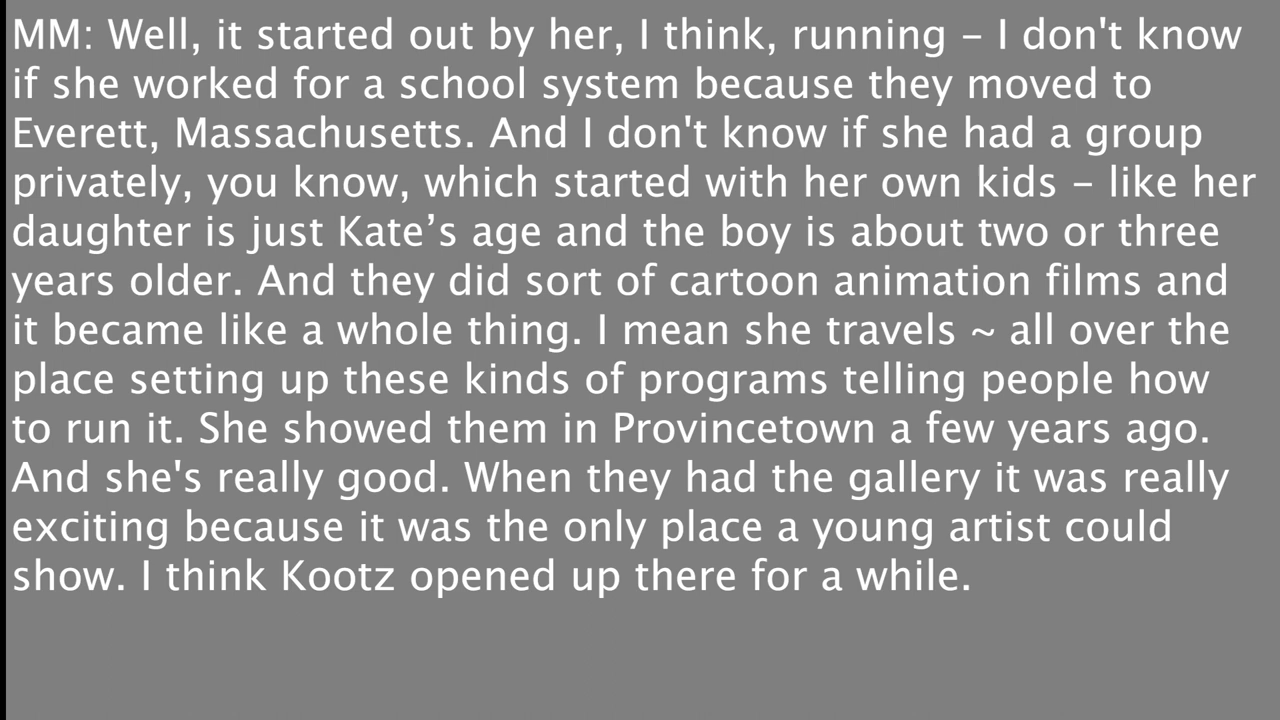 MM: Well, it started out by her, I think, running – I don't know
if she worked for a school system because they moved to
Everett, Massachusetts. And I don't know if she had a group
privately, you know, which started with her own kids – like her
daughter is just Kate’s age and the boy is about two or three
years older. And they did sort of cartoon animation films and
it became like a whole thing. I mean she travels ~ all over the
place setting up these kinds of programs telling people how
to run it. She showed them in Provincetown a few years ago.
And she's really good. When they had the gallery it was really
exciting because it was the only place a young artist could
show. I think Kootz opened up there for a while.